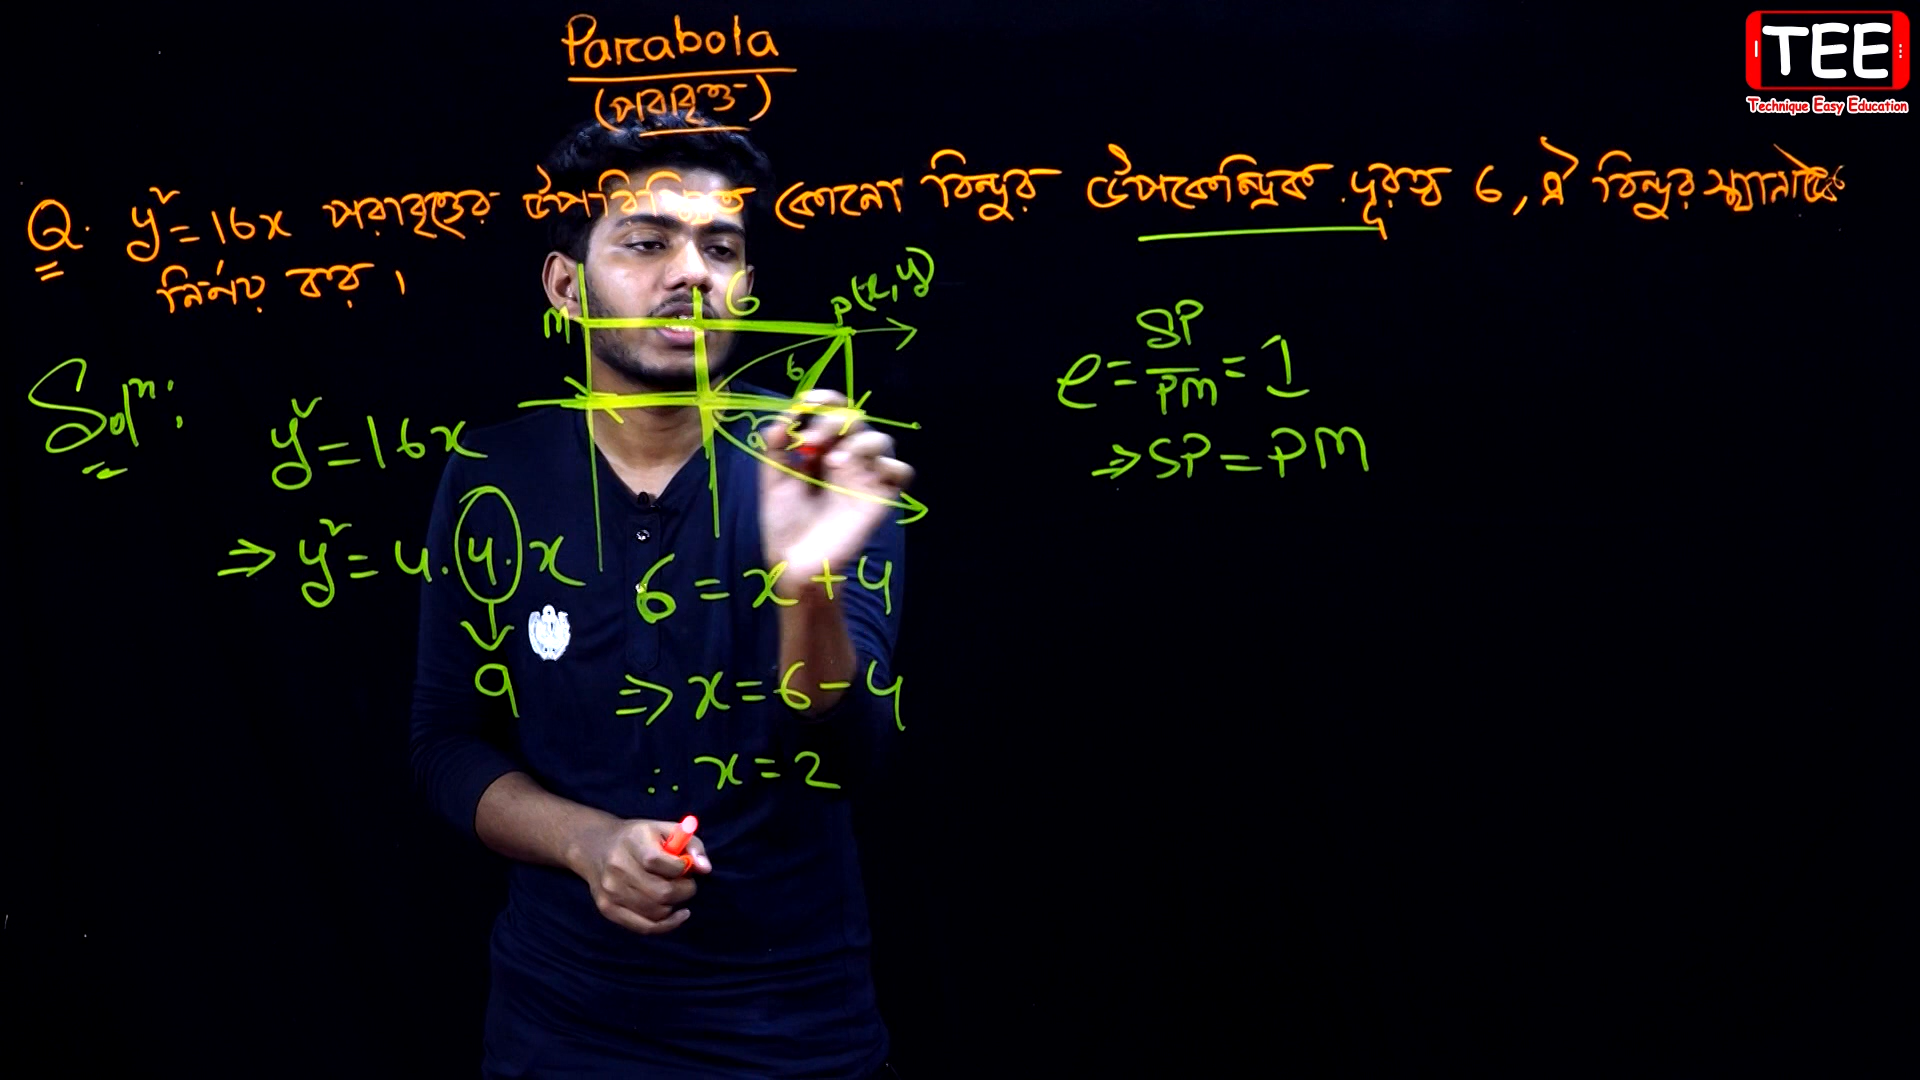 Parabola
(পরাবৃত্ত)
TEE
Technique Easy Education
Q. y² = 16x পরাবৃত্তের উপরিস্থিত কোনো বিন্দুর উপকেন্দ্রিক দূরত্ব 6, ঐ বিন্দুর স্থানাঙ্ক
নির্ণয় কর।
M 6 P(x, y)
6
a S
Solⁿ:
y² = 16x
⇒ y² = 4.4.x
a
6 = x + 4
⇒ x = 6 - 4
∴ x = 2
e = SP/PM = 1
⇒ SP = PM